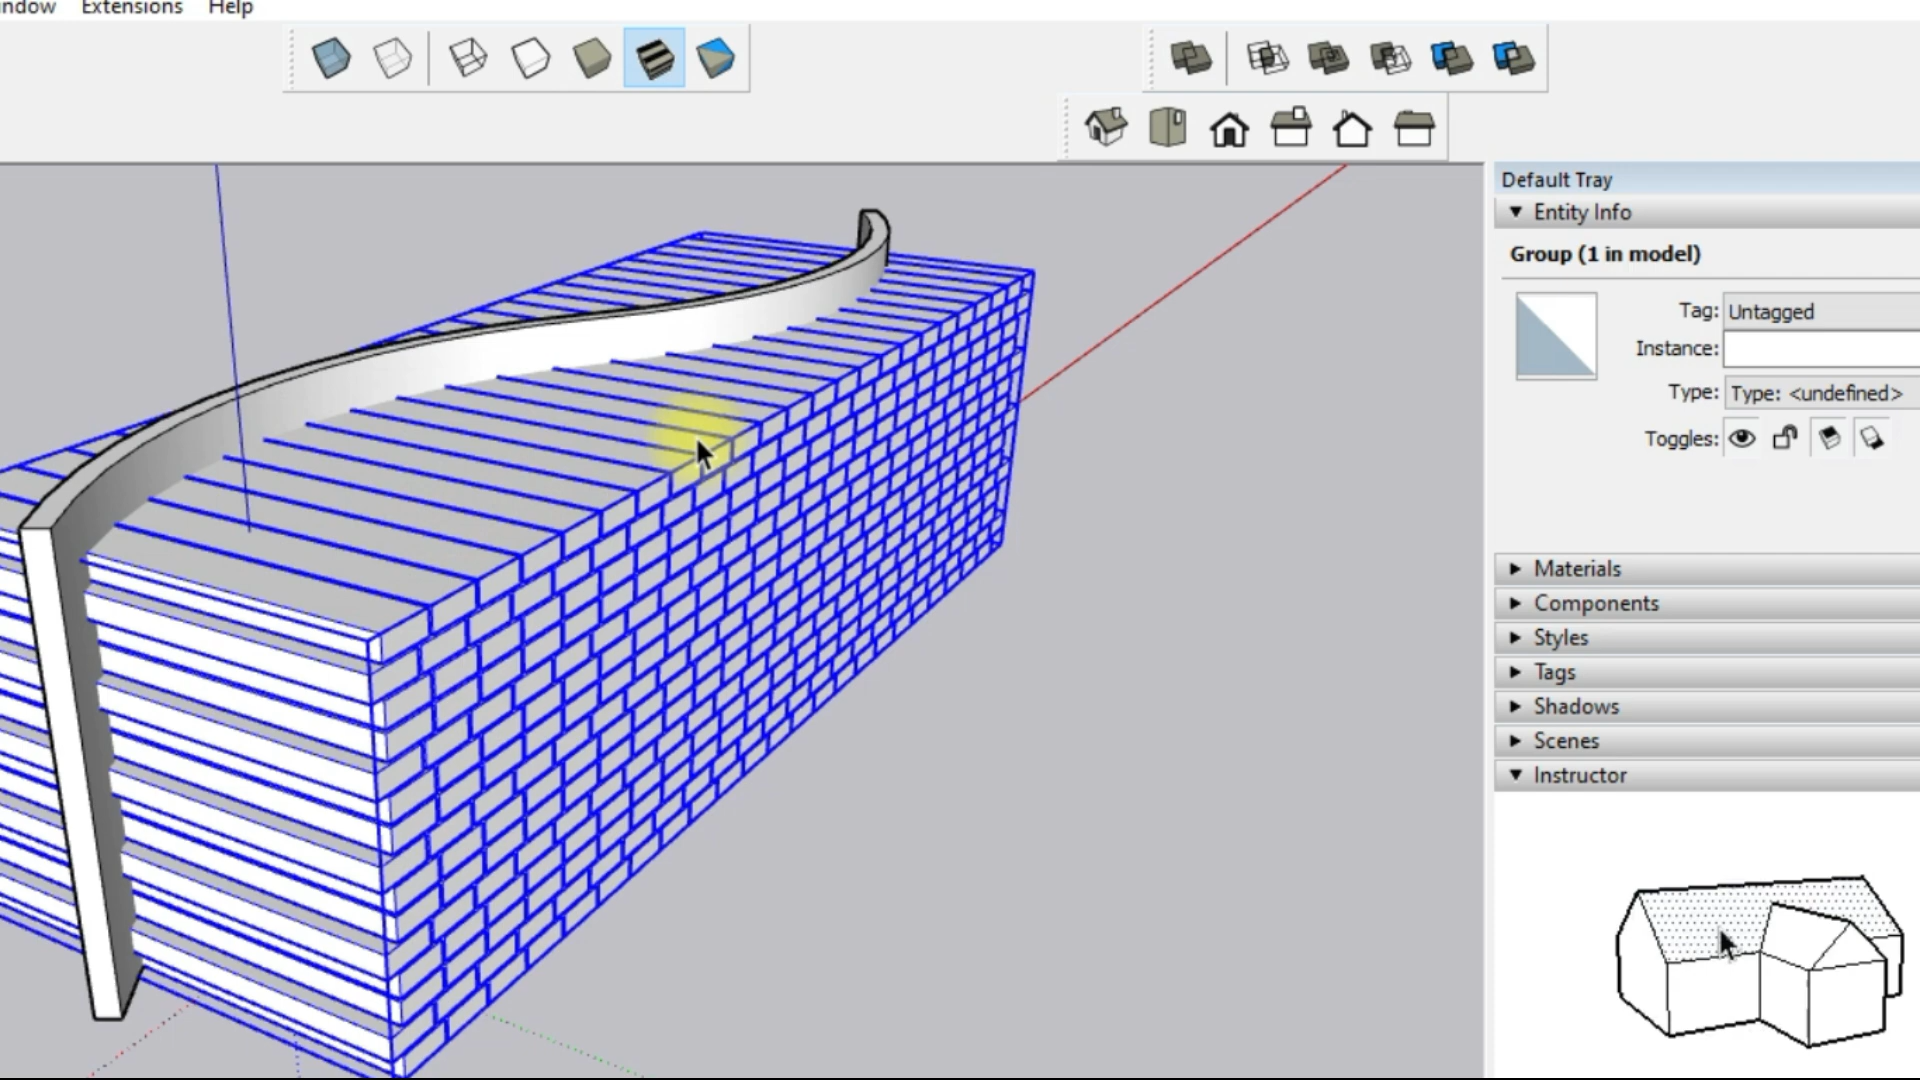 indow Extensions Help
Default Tray
Entity Info
Group (1 in model)
Tag: Untagged
Instance:
Type: Type: <undefined>
Toggles:
Materials
Components
Styles
Tags
Shadows
Scenes
Instructor